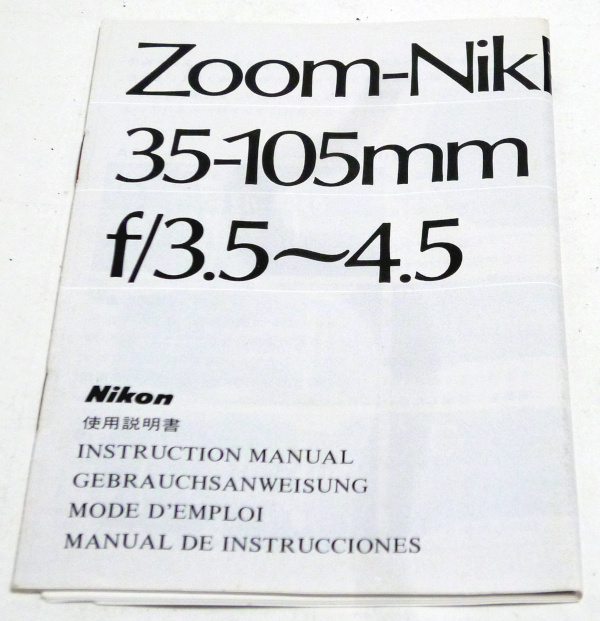 Zoom-Nik
35-105mm
f/3.5~4.5
Nikon
使用説明書
INSTRUCTION MANUAL
GEBRAUCHSANWEISUNG
MODE D'EMPLOI
MANUAL DE INSTRUCCIONES